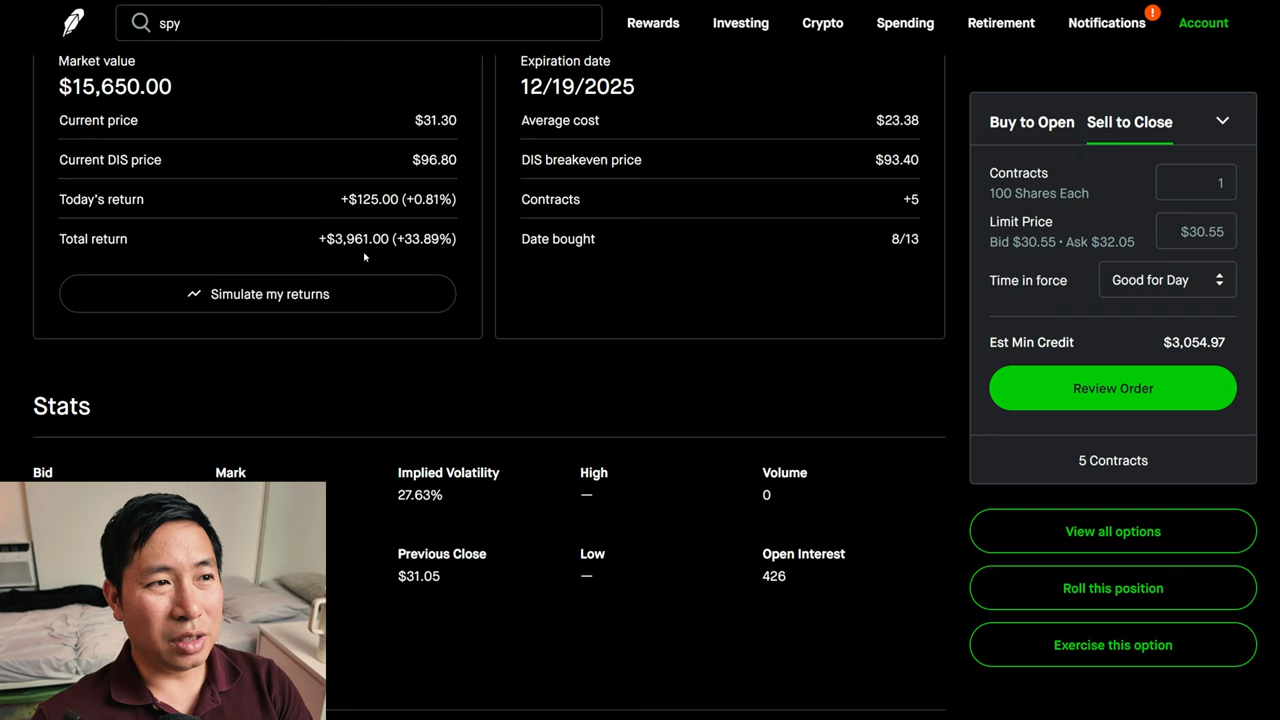 spy
Rewards
Investing
Crypto
Spending
Retirement
Notifications
!
Account
Market value
$15,650.00
Current price $31.30
Current DIS price $96.80
Today's return +$125.00 (+0.81%)
Total return +$3,961.00 (+33.89%)
Simulate my returns
Expiration date
12/19/2025
Average cost $23.38
DIS breakeven price $93.40
Contracts +5
Date bought 8/13
Buy to Open Sell to Close
Contracts
100 Shares Each
1
Limit Price
Bid $30.55 • Ask $32.05
$30.55
Time in force Good for Day
Est Min Credit $3,054.97
Review Order
5 Contracts
View all options
Roll this position
Exercise this option
Stats
Bid Mark Implied Volatility High Volume
27.63% — 0
Previous Close Low Open Interest
$31.05 — 426